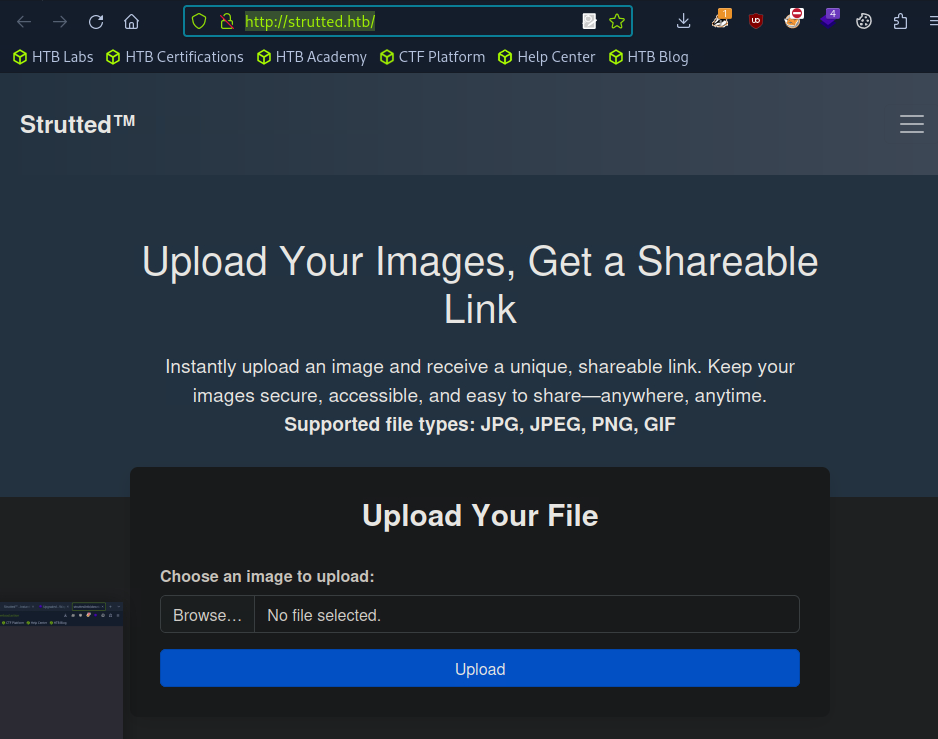 http://strutted.htb/
1
4
HTB Labs HTB Certifications HTB Academy CTF Platform Help Center HTB Blog
Strutted™
Upload Your Images, Get a Shareable
Link
Instantly upload an image and receive a unique, shareable link. Keep your
images secure, accessible, and easy to share—anywhere, anytime.
Supported file types: JPG, JPEG, PNG, GIF
Upload Your File
Choose an image to upload:
Browse... No file selected.
Upload